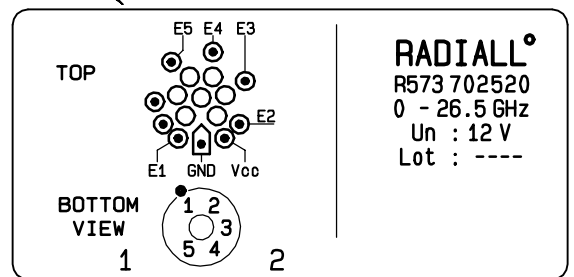 E5 E4 E3
TOP
E2
E1 GND Vcc
BOTTOM
VIEW
1 2
3
5 4
1 2
RADIALL°
R573 702520
0 - 26.5 GHz
Un : 12 V
Lot : ----